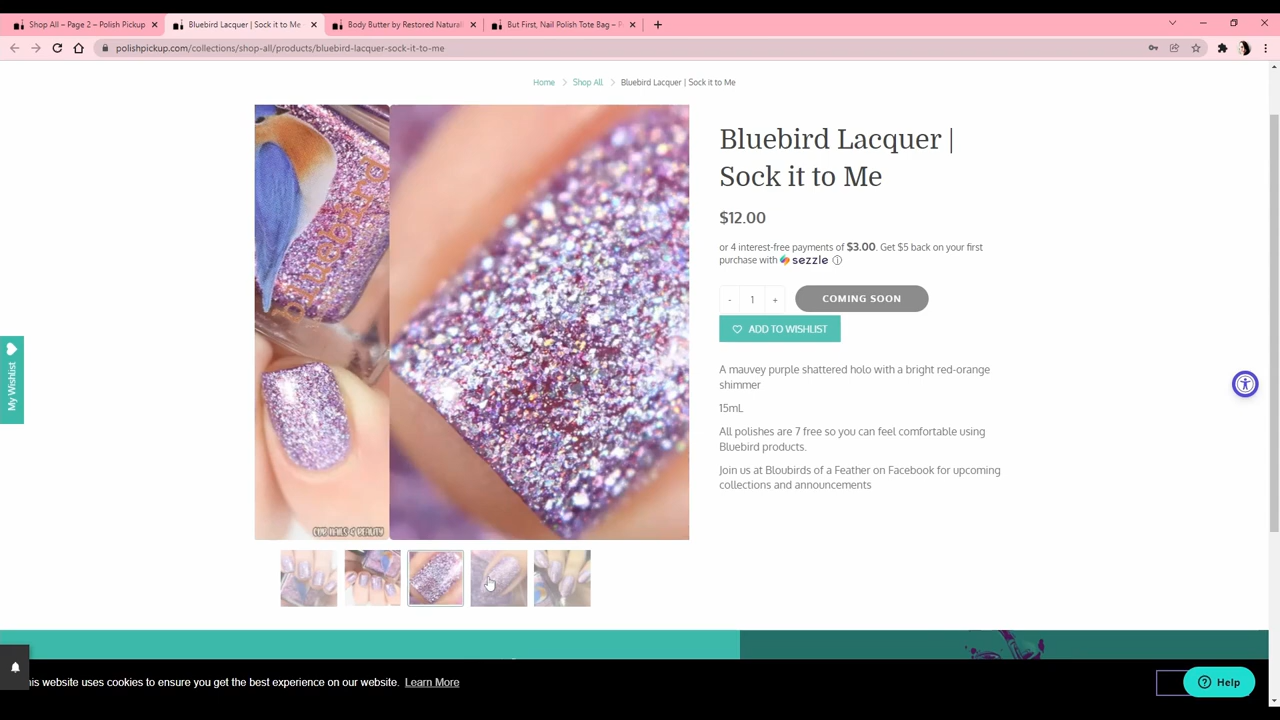 Shop All – Page 2 – Polish Pickup
Bluebird Lacquer | Sock it to Me
Body Butter by Restored Natural
But First, Nail Polish Tote Bag – P
polishpickup.com/collections/shop-all/products/bluebird-lacquer-sock-it-to-me
Home > Shop All > Bluebird Lacquer | Sock it to Me
Bluebird Lacquer |
Sock it to Me
$12.00
or 4 interest-free payments of $3.00. Get $5 back on your first
purchase with sezzle
- 1 +
COMING SOON
ADD TO WISHLIST
A mauvey purple shattered holo with a bright red-orange
shimmer
15mL
All polishes are 7 free so you can feel comfortable using
Bluebird products.
Join us at Bloubirds of a Feather on Facebook for upcoming
collections and announcements
My Wishlist
his website uses cookies to ensure you get the best experience on our website. Learn More
Help